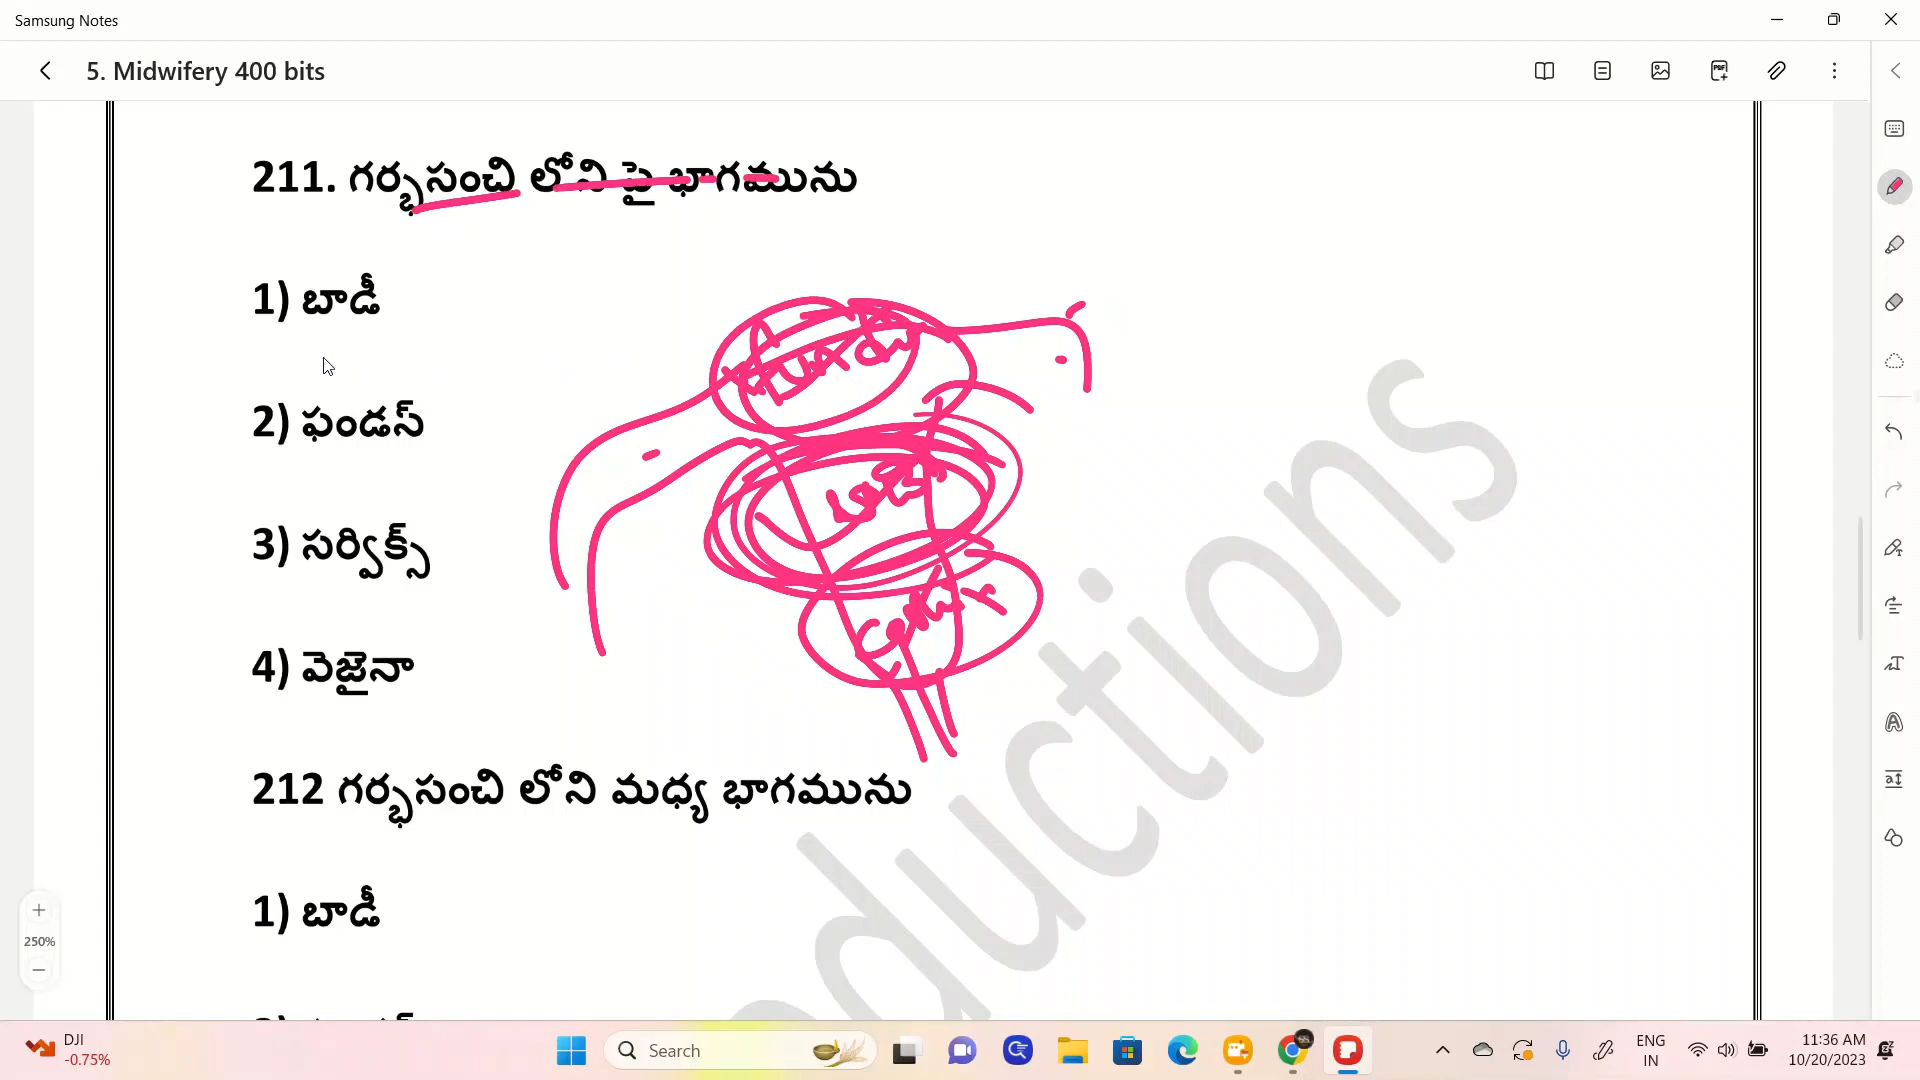 Samsung Notes
5. Midwifery 400 bits
211. గర్భసంచి లోని పై భాగమును
1) బాడీ
2) ఫండస్
3) సర్విక్స్
4) వెజైనా
212 గర్భసంచి లోని మధ్య భాగమును
1) బాడీ
oductions
250%
DJI
-0.75%
Search
ENG
IN
11:36 AM
10/20/2023